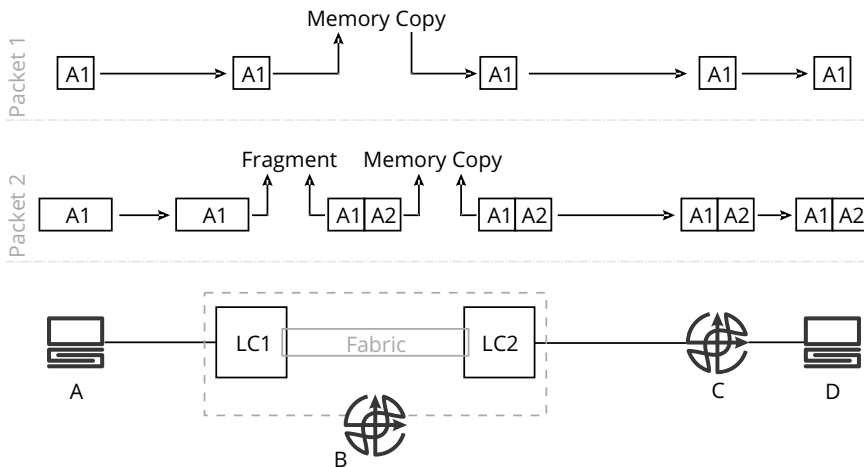 Memory Copy
Packet 1
A1 A1 A1 A1 A1
Fragment Memory Copy
Packet 2
A1 A1 A1 A2 A1 A2 A1 A2 A1 A2
LC1 Fabric LC2
A C D
B